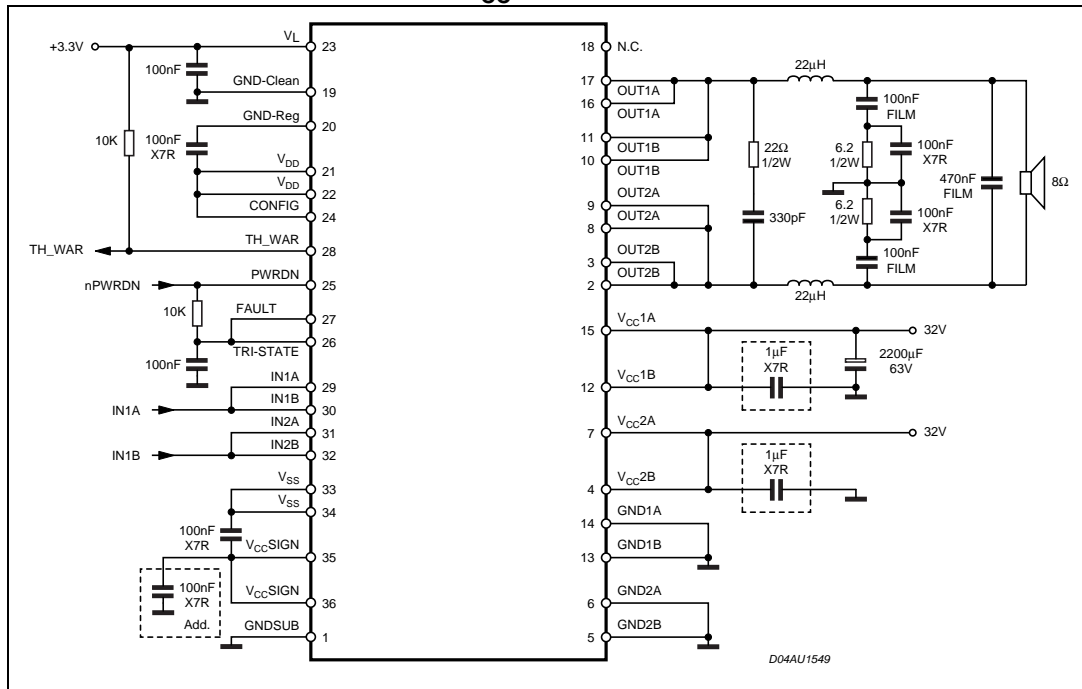 +3.3V
VL
23
100nF
GND-Clean
19
GND-Reg
20
10K
100nF
X7R
VDD
21
VDD
22
CONFIG
24
TH_WAR
TH_WAR
28
nPWRDN
PWRDN
25
10K
FAULT
27
TRI-STATE
26
100nF
IN1A
29
IN1A
IN1B
30
IN2A
31
IN1B
IN2B
32
VSS
33
VSS
34
100nF
X7R
VCCSIGN
35
100nF
X7R
Add.
VCCSIGN
36
GNDSUB
1
18 N.C.
17
OUT1A
16
OUT1A
11
OUT1B
10
OUT1B
9
OUT2A
8
OUT2A
3
OUT2B
2
OUT2B
22µH
22Ω
1/2W
330pF
100nF
FILM
6.2
1/2W
100nF
X7R
6.2
1/2W
100nF
X7R
100nF
FILM
470nF
FILM
8Ω
22µH
15
VCC1A
32V
1µF
X7R
2200µF
63V
12
VCC1B
7
VCC2A
32V
1µF
X7R
4
VCC2B
14
GND1A
13
GND1B
6
GND2A
5
GND2B
D04AU1549